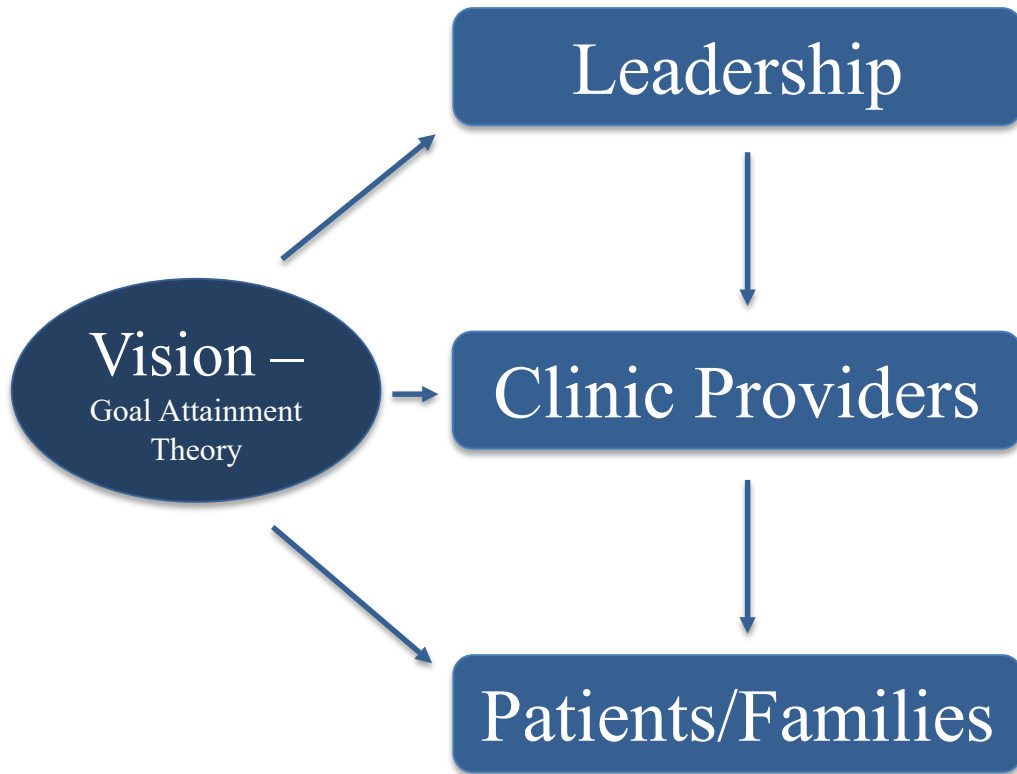 Leadership
Vision –
Goal Attainment
Theory
Clinic Providers
Patients/Families